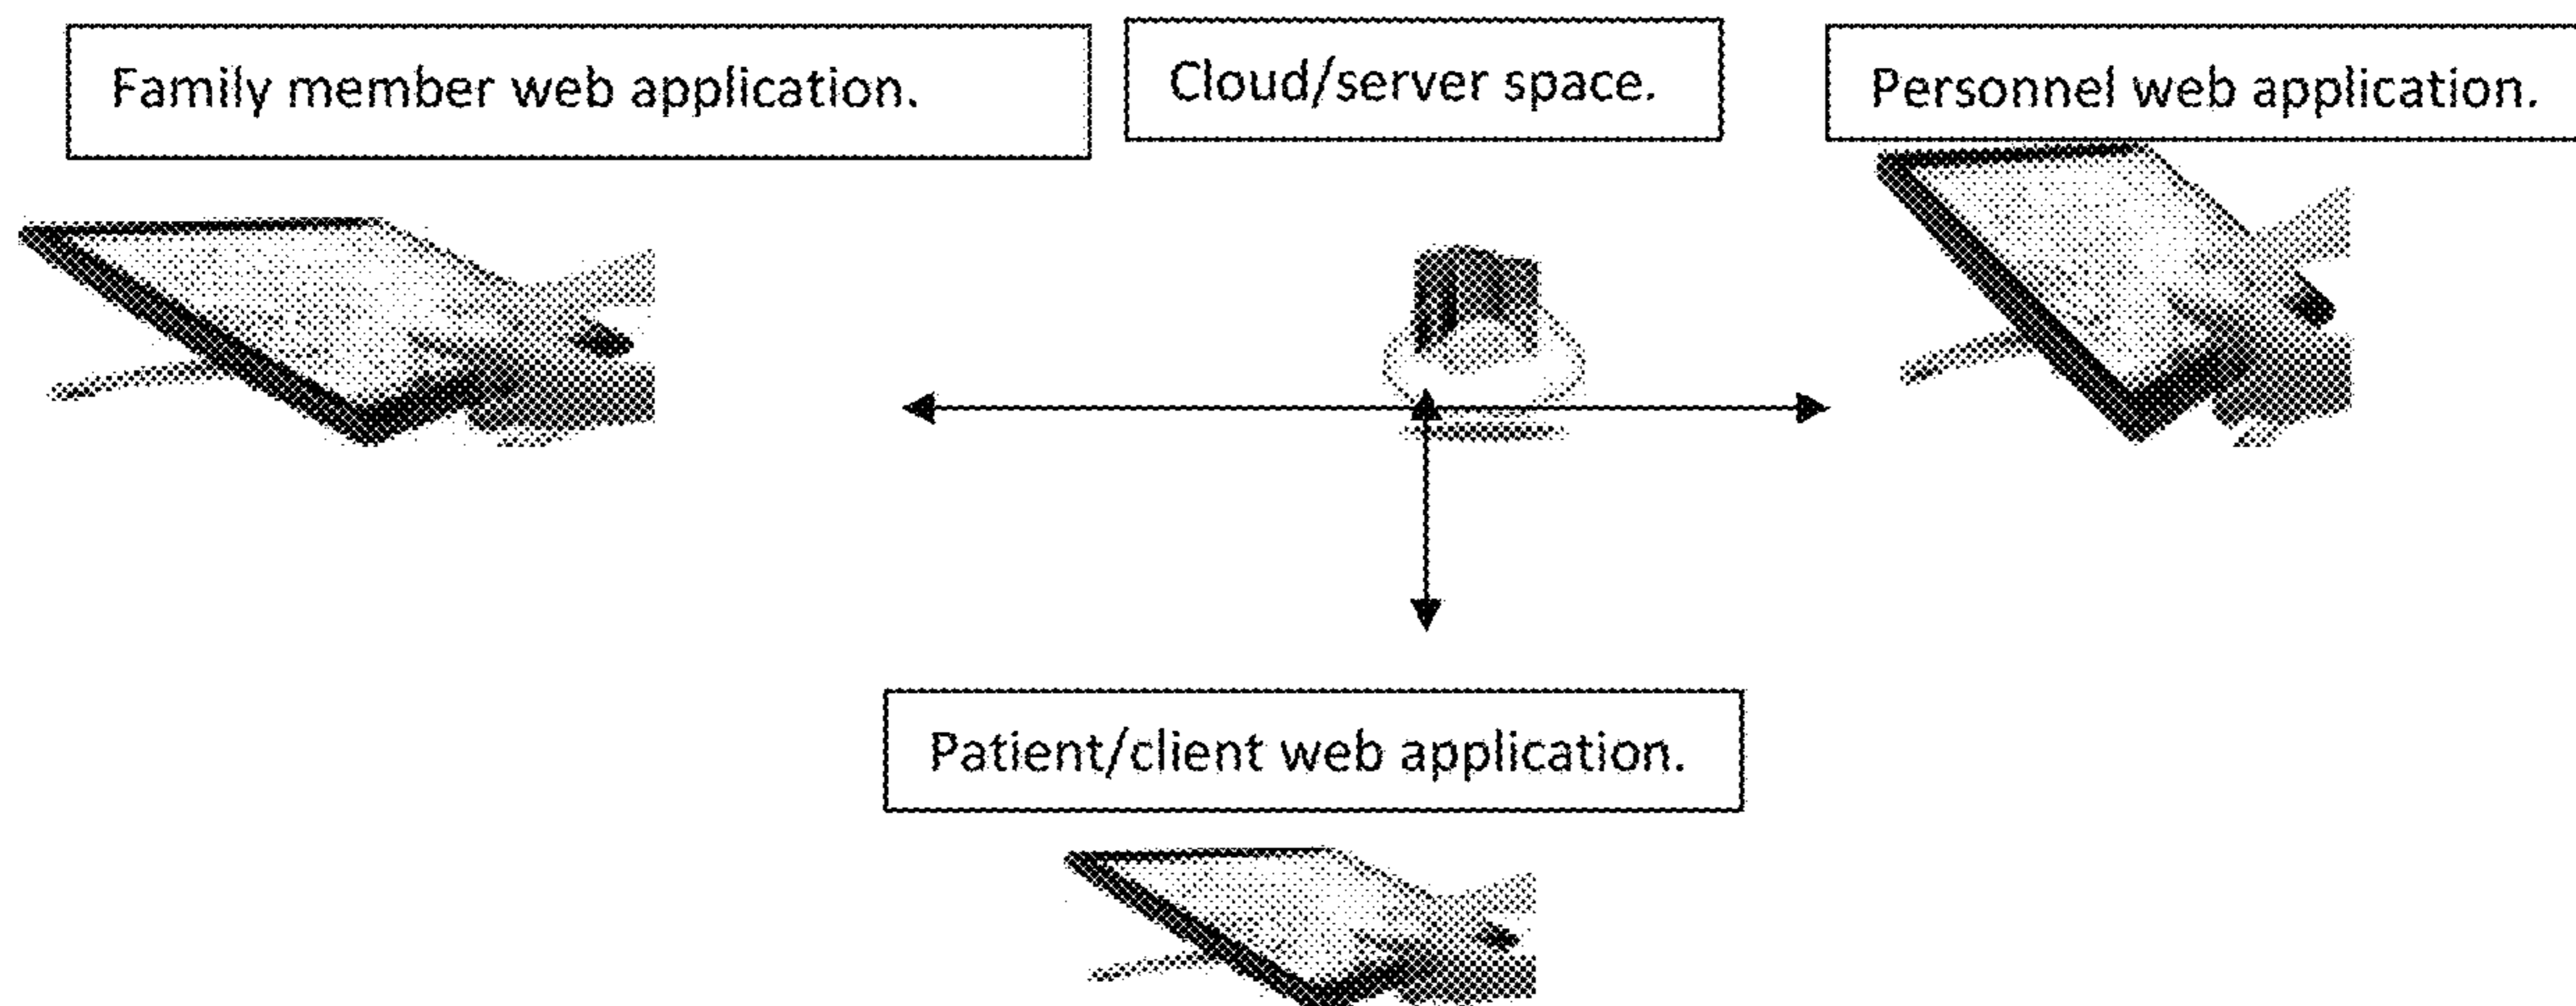 Family member web application.
Cloud/server space.
Personnel web application.
Patient/client web application.